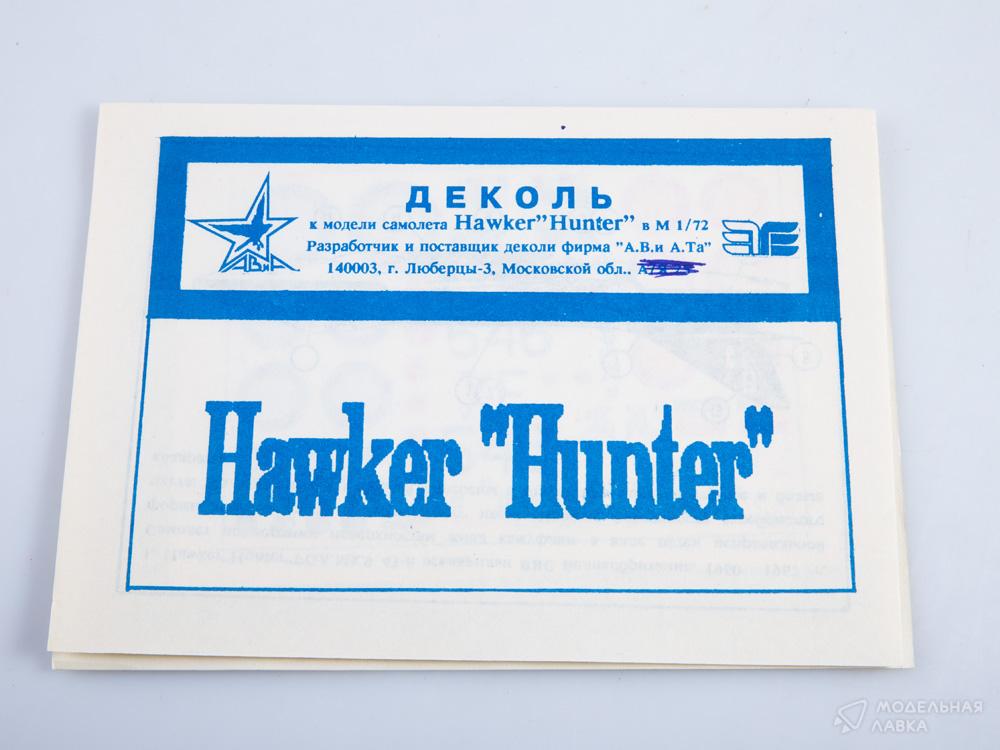 ДЕКОЛЬ
к модели самолета Hawker"Hunter" в М 1/72
Разработчик и поставщик деколи фирма "А.В.и А.Та"
140003, г. Люберцы-3, Московской обл.,
АВиА
Hawker "Hunter"
МОДЕЛЬНАЯ
ЛАВКА